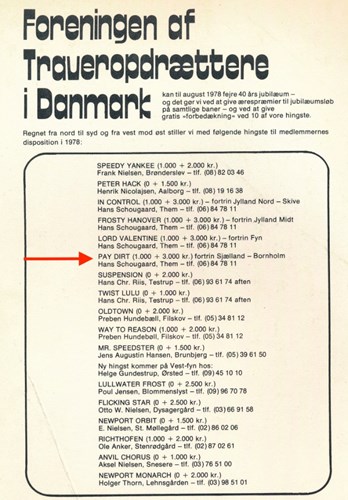 Foreningen af
Traveropdrættere
i Danmark
kan til august 1978 fejre 40 års jubilæum –
og det gør vi ved at give ærespræmier til jubilæumsløb
på samtlige baner – og ved at give
gratis »forbedækning« ved 10 af vore hingste.
Regnet fra nord til syd og fra vest mod øst stiller vi med følgende hingste til medlemmernes
disposition i 1978:
SPEEDY YANKEE (1.000 + 2.000 kr.)
Frank Nielsen, Brønderslev – tlf. (08) 82 03 46
PETER HACK (0 + 1.500 kr.)
Henrik Nicolajsen, Aalborg – tlf. (08) 19 16 38
IN CONTROL (1.000 + 3.000 kr.) – fortrin Jylland Nord – Skive
Hans Schougaard, Them – tlf. (06) 84 78 11
FROSTY HANOVER (1.000 + 3.000 kr.) – fortrin Jylland Midt
Hans Schougaard, Them – tlf. (06) 84 78 11
LORD VALENTINE (1.000 + 3.000 kr.) – fortrin Fyn
Hans Schougaard, Them – tlf. (06) 84 78 11
PAY DIRT (1.000 + 3.000 kr.) fortrin Sjælland – Bornholm
Hans Schougaard, Them – tlf. (06) 84 78 11
SUSPENSION (0 + 2.000 kr.)
Hans Chr. Riis, Testrup – tlf. (06) 93 61 74 aften
TWIST LULU (0 + 1.000 kr.)
Hans Chr. Riis, Testrup – tlf. (06) 93 61 74 aften
OLDTOWN (0 + 2.000 kr.)
Preben Hundebøll, Filskov – tlf. (05) 34 81 12
WAY TO REASON (1.000 + 2.000 kr.)
Preben Hundebøll, Filskov – tlf. (05) 34 81 12
MR. SPEEDSTER (0 + 1.500 kr.)
Jens Augustin Hansen, Brunbjerg – tlf. (05) 39 61 50
Ny hingst kommer på Vest-fyn hos:
Helge Gundestrup, Ørsted – tlf. (09) 45 10 10
LULLWATER FROST (0 + 2.500 kr.)
Poul Jensen, Blommenslyst – tlf. (09) 96 70 78
FLICKING STAR (0 + 2.500 kr.)
Otto W. Nielsen, Dysagergård – tlf. (03) 66 91 58
NEWPORT ORBIT (0 + 1.500 kr.)
E. Nielsen, St. Møllegård – tlf. (02) 86 02 06
RICHTHOFEN (1.000 + 2.000 kr.)
Ole Anker, Stenrødgård – tlf. (02) 87 02 61
ANVIL CHORUS (0 + 1.000 kr.)
Aksel Nielsen, Snesere – tlf. (03) 76 51 00
NEWPORT MONARCH (0 + 2.000 kr.)
Holger Thorn, Lehnsgården – tlf. (03) 98 51 01